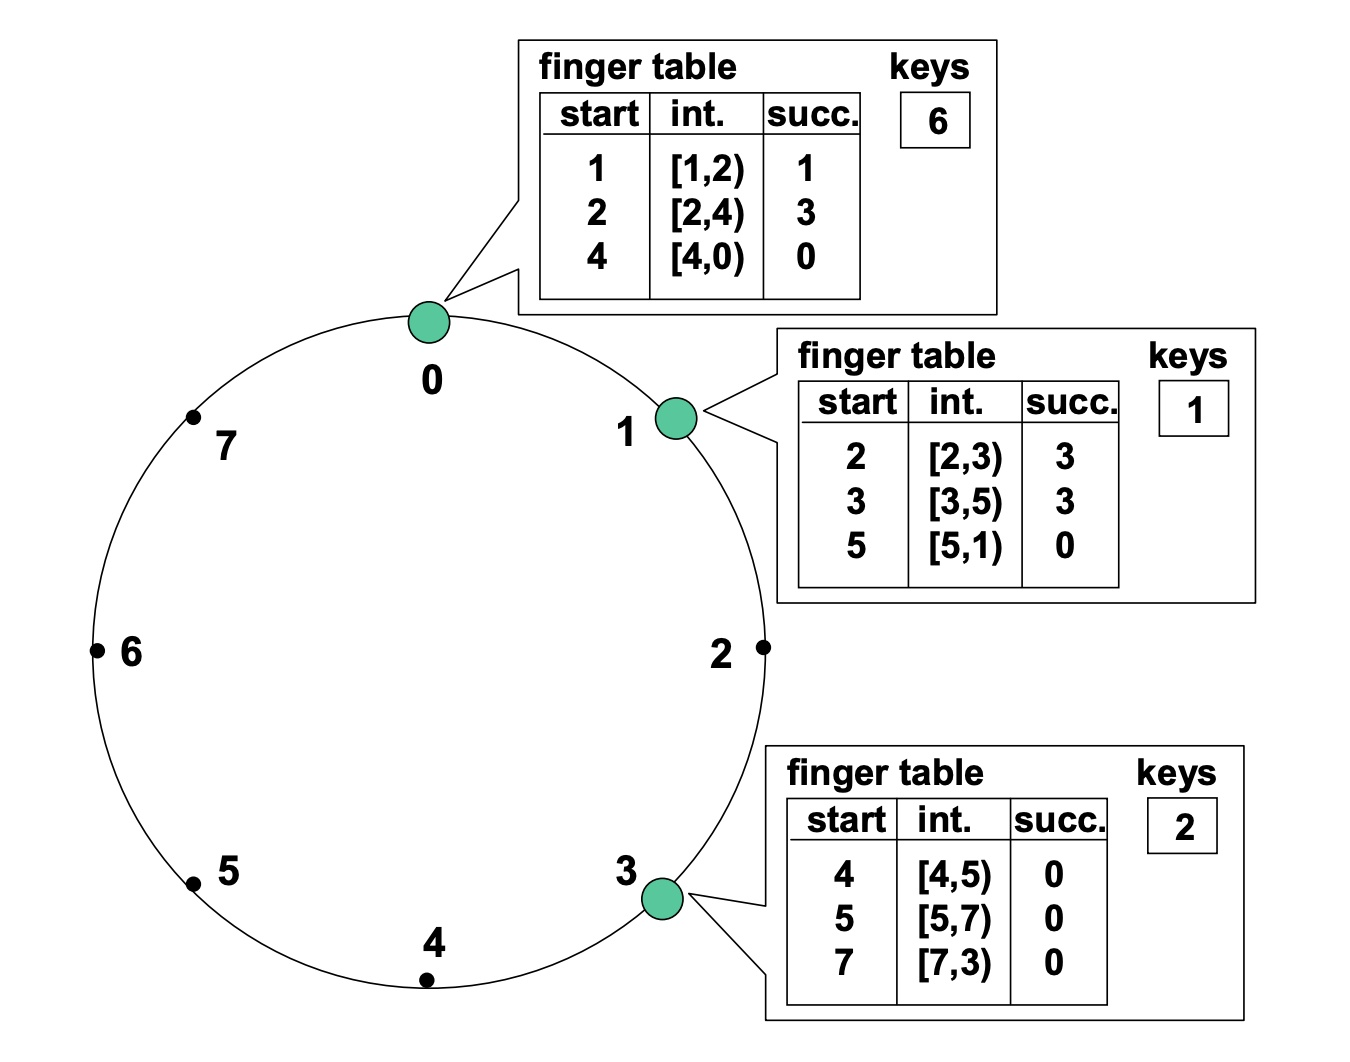 finger table keys
start int. succ. 6
1 [1,2) 1
2 [2,4) 3
4 [4,0) 0
finger table keys
start int. succ. 1
2 [2,3) 3
3 [3,5) 3
5 [5,1) 0
finger table keys
start int. succ. 2
4 [4,5) 0
5 [5,7) 0
7 [7,3) 0
0
1
2
3
4
5
6
7